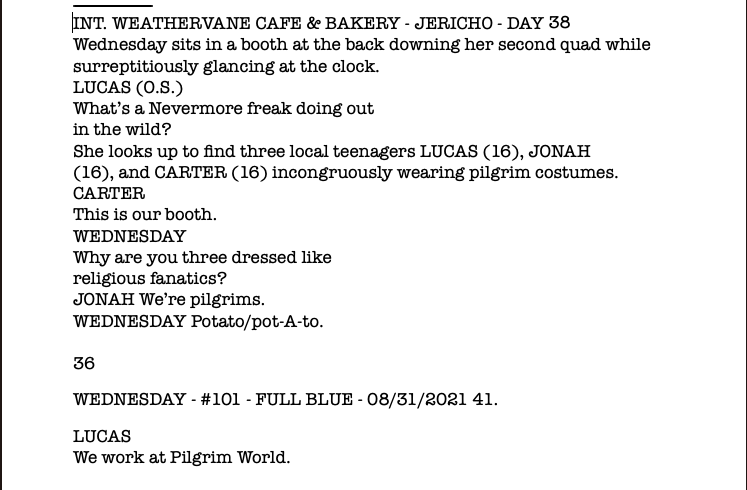 INT. WEATHERVANE CAFE & BAKERY - JERICHO - DAY 38
Wednesday sits in a booth at the back downing her second quad while
surreptitiously glancing at the clock.
LUCAS (O.S.)
What's a Nevermore freak doing out
in the wild?
She looks up to find three local teenagers LUCAS (16), JONAH
(16), and CARTER (16) incongruously wearing pilgrim costumes.
CARTER
This is our booth.
WEDNESDAY
Why are you three dressed like
religious fanatics?
JONAH We're pilgrims.
WEDNESDAY Potato/pot-A-to.
36
WEDNESDAY - #101 - FULL BLUE - 08/31/2021 41.
LUCAS
We work at Pilgrim World.